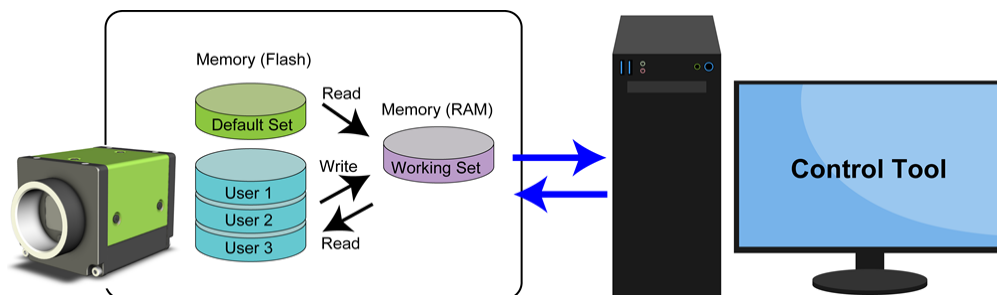 Memory (Flash)
Read
Default Set
Memory (RAM)
Working Set
Write
User 1
User 2
User 3
Read
Control Tool